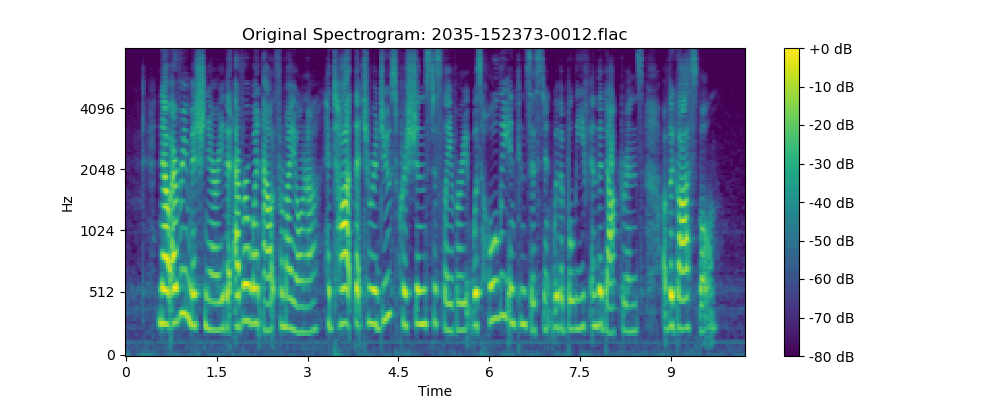 Original Spectrogram: 2035-152373-0012.flac
Hz
4096
2048
1024
512
0
0 1.5 3 4.5 6 7.5 9
Time
+0 dB
-10 dB
-20 dB
-30 dB
-40 dB
-50 dB
-60 dB
-70 dB
-80 dB